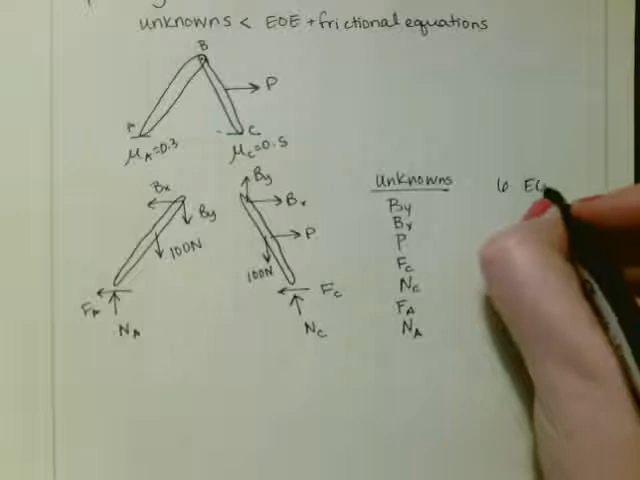 unknowns < EOE + frictional equations
B
P
A
C
μA=0.3
μC=0.5
Bx
By
100N
FA
NA
By
Bx
P
100N
FC
NC
Unknowns
By
Bx
P
FC
NC
FA
NA
6 EO